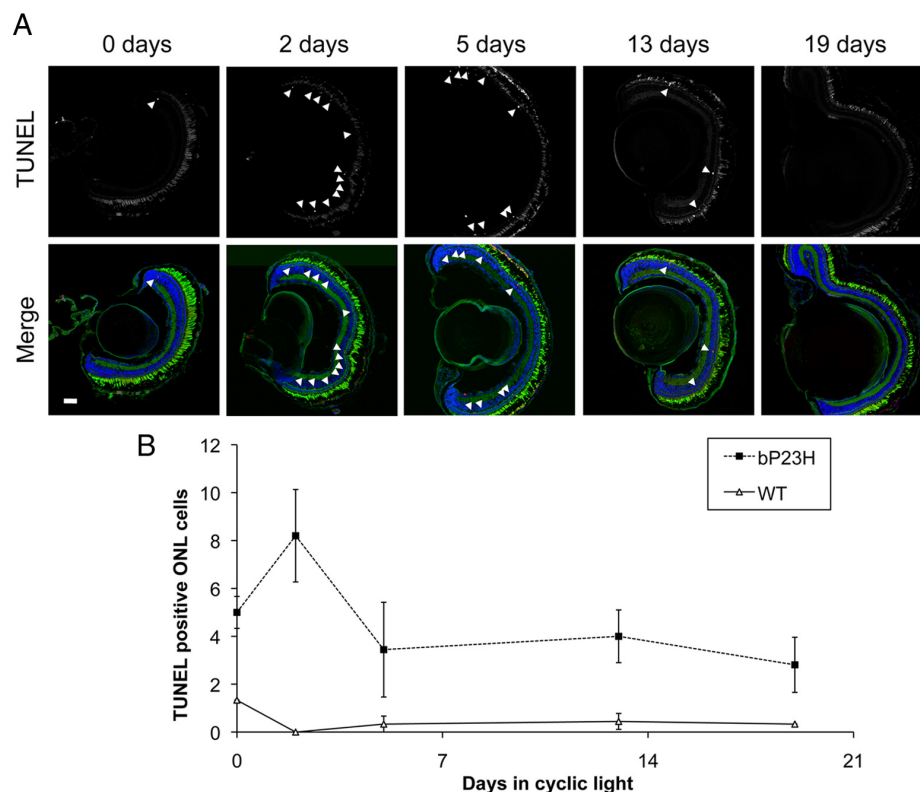 A
0 days 2 days 5 days 13 days 19 days
TUNEL
Merge
B
12
10
8
6
4
2
0
TUNEL positive ONL cells
bP23H
WT
0 7 14 21
Days in cyclic light